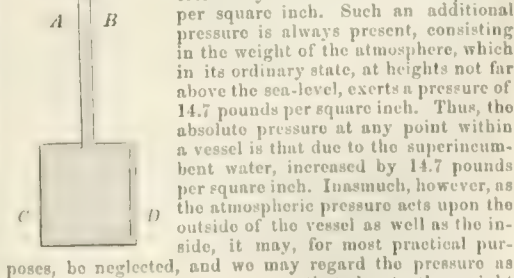 A B
per square inch. Such an additional
pressure is always present, consisting
in the weight of the atmosphere, which
in its ordinary state, at heights not far
above the sea-level, exerts a pressure of
14.7 pounds per square inch. Thus, the
absolute pressure at any point within
a vessel is that due to the superincum-
bent water, increased by 14.7 pounds
per square inch. Inasmuch, however, as
the atmospheric pressure acts upon the
C D
outside of the vessel as well as the in-
side, it may, for most practical pur-
poses, be neglected, and we may regard the pressure as